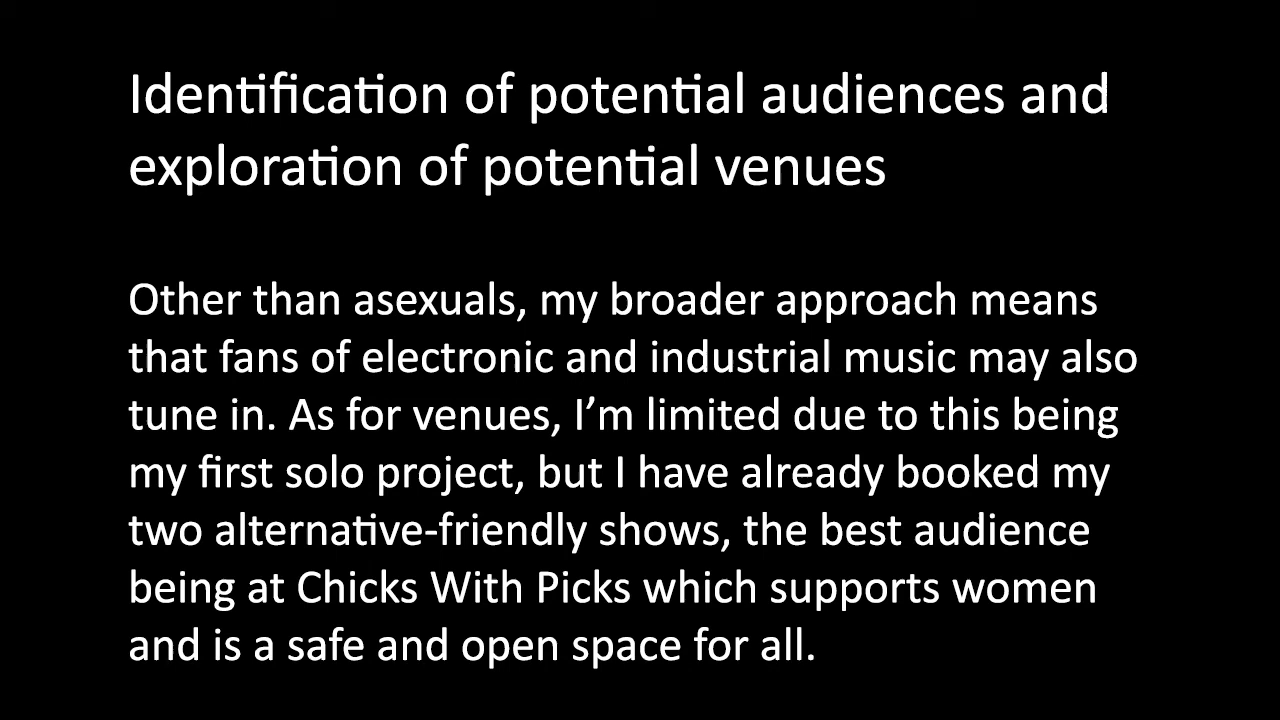 Identification of potential audiences and
exploration of potential venues
Other than asexuals, my broader approach means
that fans of electronic and industrial music may also
tune in. As for venues, I’m limited due to this being
my first solo project, but I have already booked my
two alternative-friendly shows, the best audience
being at Chicks With Picks which supports women
and is a safe and open space for all.